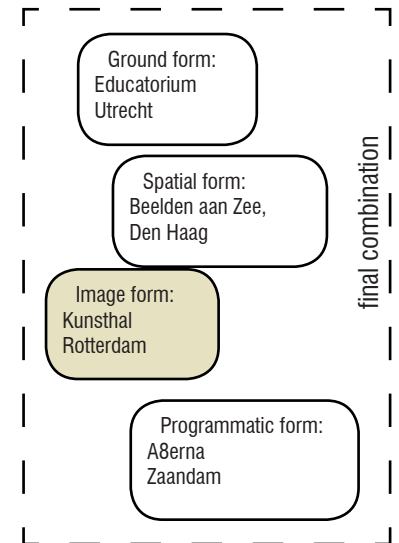 Ground form:
Educatorium
Utrecht
Spatial form:
Beelden aan Zee,
Den Haag
Image form:
Kunsthal
Rotterdam
Programmatic form:
A8erna
Zaandam
final combination